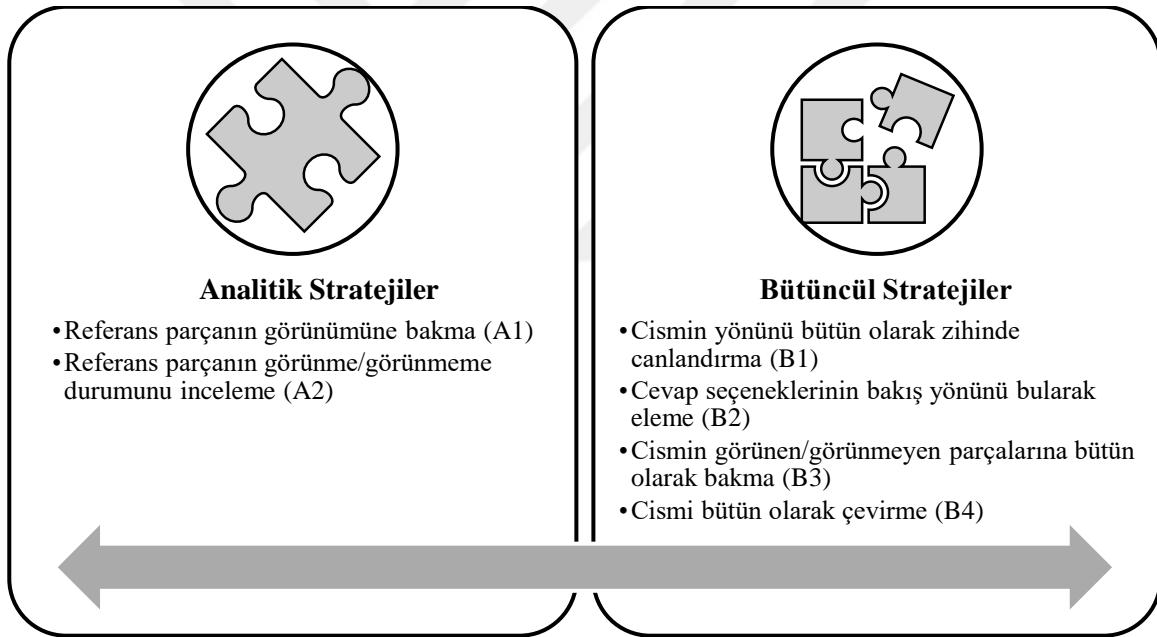 Analitik Stratejiler
•Referans parçanın görünümüne bakma (A1)
•Referans parçanın görünme/görünmeme
durumunu inceleme (A2)
Bütüncül Stratejiler
•Cismin yönünü bütün olarak zihinde
canlandırma (B1)
•Cevap seçeneklerinin bakış yönünü bularak
eleme (B2)
•Cismin görünen/görünmeyen parçalarına bütün
olarak bakma (B3)
•Cismi bütün olarak çevirme (B4)